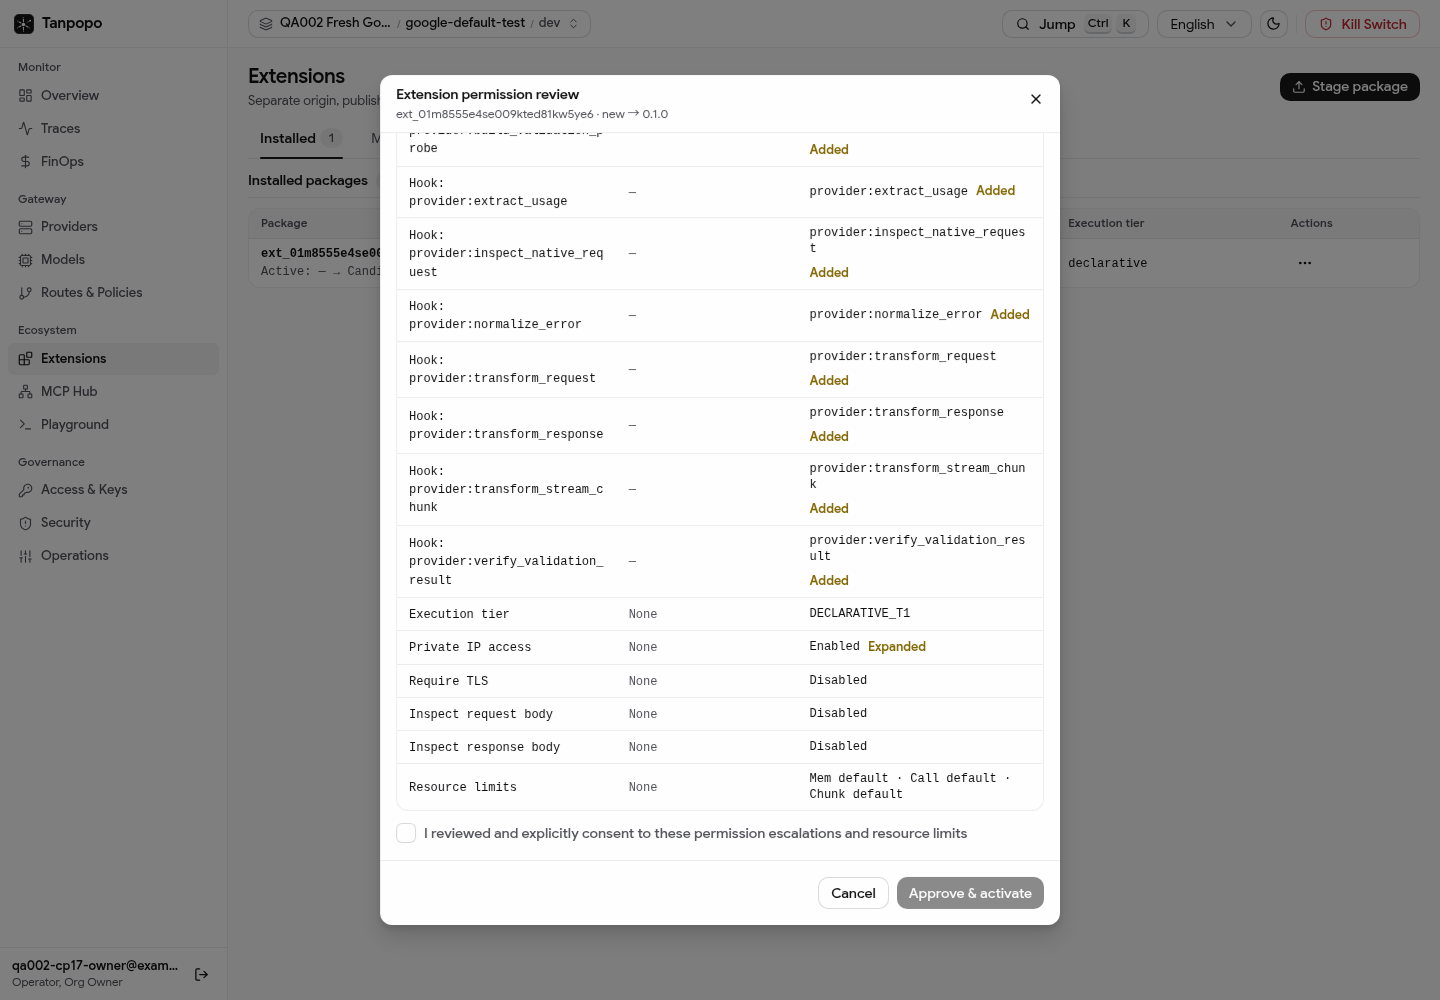 Tanpopo
QA002 Fresh Go... / google-default-test / dev
Jump Ctrl K
English
Kill Switch
Monitor
Overview
Traces
FinOps
Gateway
Providers
Models
Routes & Policies
Ecosystem
Extensions
MCP Hub
Playground
Governance
Access & Keys
Security
Operations
qa002-cp17-owner@exam...
Operator, Org Owner
Extensions
Separate origin, publish
Stage package
Installed 1
M
Installed packages
Package
Execution tier
Actions
ext_01m8555e4se00
Active: — → Candi
declarative
Extension permission review
ext_01m8555e4se009kted81kw5ye6 · new → 0.1.0
robe
Added
Hook:
provider:extract_usage
—
provider:extract_usage Added
Hook:
provider:inspect_native_req
uest
—
provider:inspect_native_reques
t
Added
Hook:
provider:normalize_error
—
provider:normalize_error Added
Hook:
provider:transform_request
—
provider:transform_request
Added
Hook:
provider:transform_response
—
provider:transform_response
Added
Hook:
provider:transform_stream_c
hunk
—
provider:transform_stream_chun
k
Added
Hook:
provider:verify_validation_
result
—
provider:verify_validation_res
ult
Added
Execution tier None DECLARATIVE_T1
Private IP access None Enabled Expanded
Require TLS None Disabled
Inspect request body None Disabled
Inspect response body None Disabled
Resource limits None Mem default · Call default ·
Chunk default
I reviewed and explicitly consent to these permission escalations and resource limits
Cancel
Approve & activate